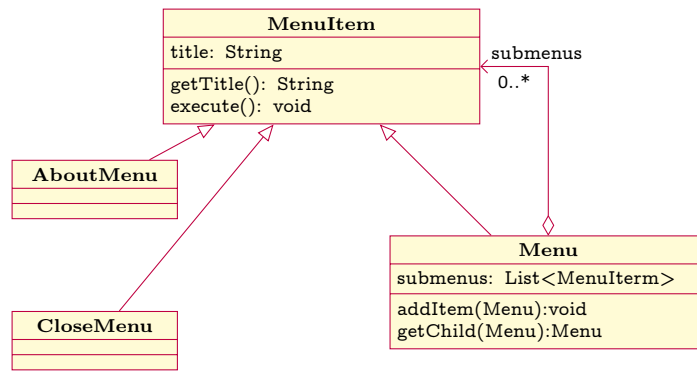 MenuItem
title: String
getTitle(): String
execute(): void
submenus
0..*
AboutMenu
CloseMenu
Menu
submenus: List<MenuIterm>
addItem(Menu):void
getChild(Menu):Menu